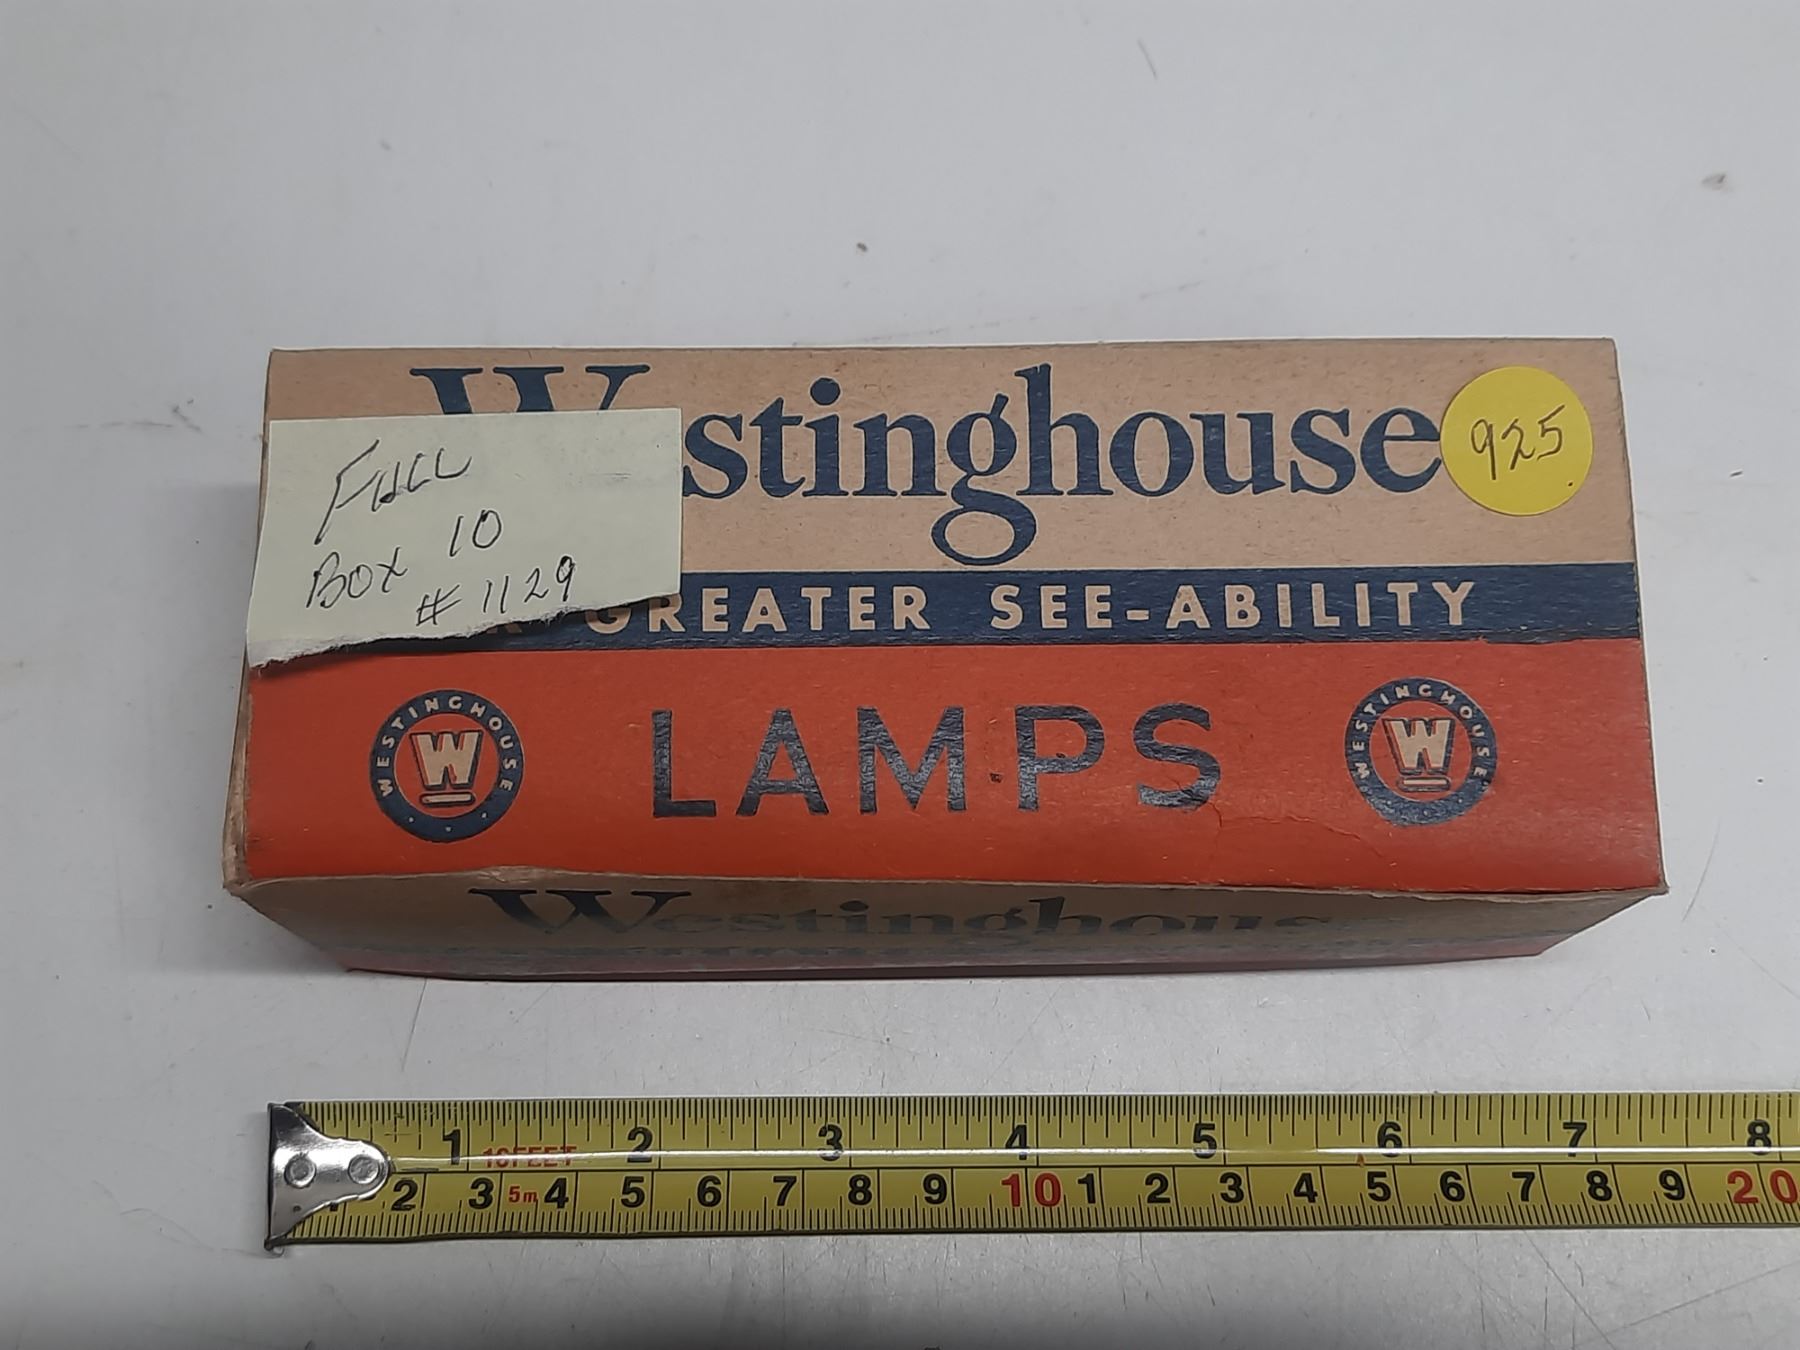 Westinghouse
925
FULL
BOX 10
#1129
GREATER SEE-ABILITY
WESTINGHOUSE
W
LAMPS
WESTINGHOUSE
W
Westinghouse
1 2 3 4 5 6 7 8
16FEET
1 2 3 5m 4 5 6 7 8 9 10 1 2 3 4 5 6 7 8 9 20